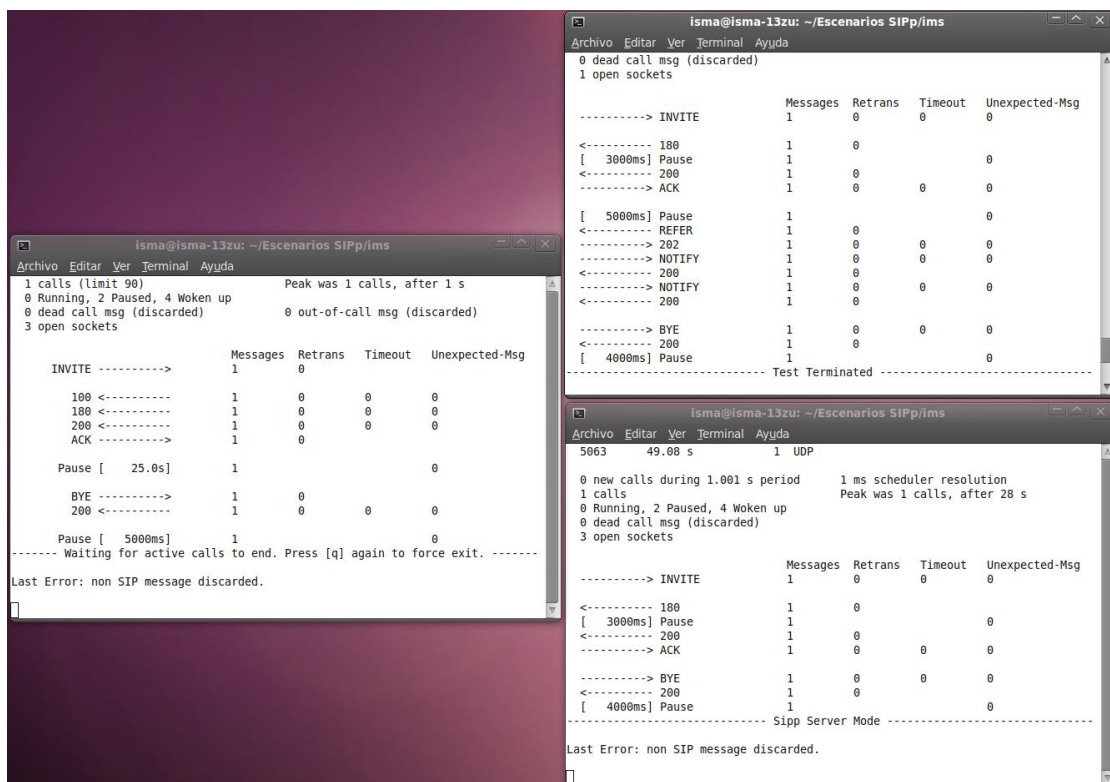 isma@isma-13zu: ~/Escenarios SIPp/ims
Archivo Editar Ver Terminal Ayuda
1 calls (limit 90) Peak was 1 calls, after 1 s
0 Running, 2 Paused, 4 Woken up
0 dead call msg (discarded) 0 out-of-call msg (discarded)
3 open sockets
Messages Retrans Timeout Unexpected-Msg
INVITE ----------> 1 0
100 <---------- 1 0 0 0
180 <---------- 1 0 0 0
200 <---------- 1 0 0 0
ACK ----------> 1 0
Pause [ 25.0s] 1 0
BYE ----------> 1 0
200 <---------- 1 0 0 0
Pause [ 5000ms] 1 0
------- Waiting for active calls to end. Press [q] again to force exit. -------
Last Error: non SIP message discarded.
isma@isma-13zu: ~/Escenarios SIPp/ims
Archivo Editar Ver Terminal Ayuda
0 dead call msg (discarded)
1 open sockets
Messages Retrans Timeout Unexpected-Msg
----------> INVITE 1 0 0 0
<---------- 180 1 0
[ 3000ms] Pause 1 0
<---------- 200 1 0
----------> ACK 1 0 0 0
[ 5000ms] Pause 1 0
<---------- REFER 1 0
----------> 202 1 0 0 0
----------> NOTIFY 1 0 0 0
<---------- 200 1 0
----------> NOTIFY 1 0 0 0
<---------- 200 1 0
----------> BYE 1 0 0 0
<---------- 200 1 0
[ 4000ms] Pause 1 0
---------------------------- Test Terminated ------------------------------
isma@isma-13zu: ~/Escenarios SIPp/ims
Archivo Editar Ver Terminal Ayuda
5063 49.08 s 1 UDP
0 new calls during 1.001 s period 1 ms scheduler resolution
1 calls Peak was 1 calls, after 28 s
0 Running, 2 Paused, 4 Woken up
0 dead call msg (discarded)
3 open sockets
Messages Retrans Timeout Unexpected-Msg
----------> INVITE 1 0 0 0
<---------- 180 1 0
[ 3000ms] Pause 1 0
<---------- 200 1 0
----------> ACK 1 0 0 0
----------> BYE 1 0 0 0
<---------- 200 1 0
[ 4000ms] Pause 1 0
---------------------------- Sipp Server Mode -----------------------------
Last Error: non SIP message discarded.